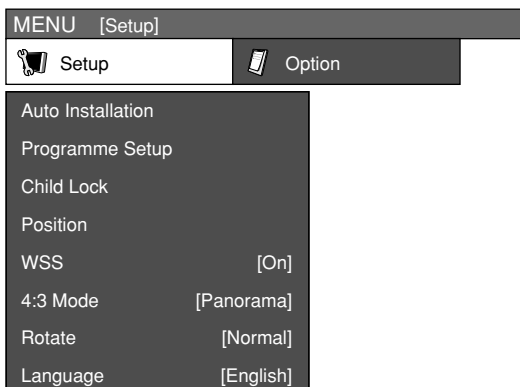 MENU [Setup]
Setup Option
Auto Installation
Programme Setup
Child Lock
Position
WSS [On]
4:3 Mode [Panorama]
Rotate [Normal]
Language [English]